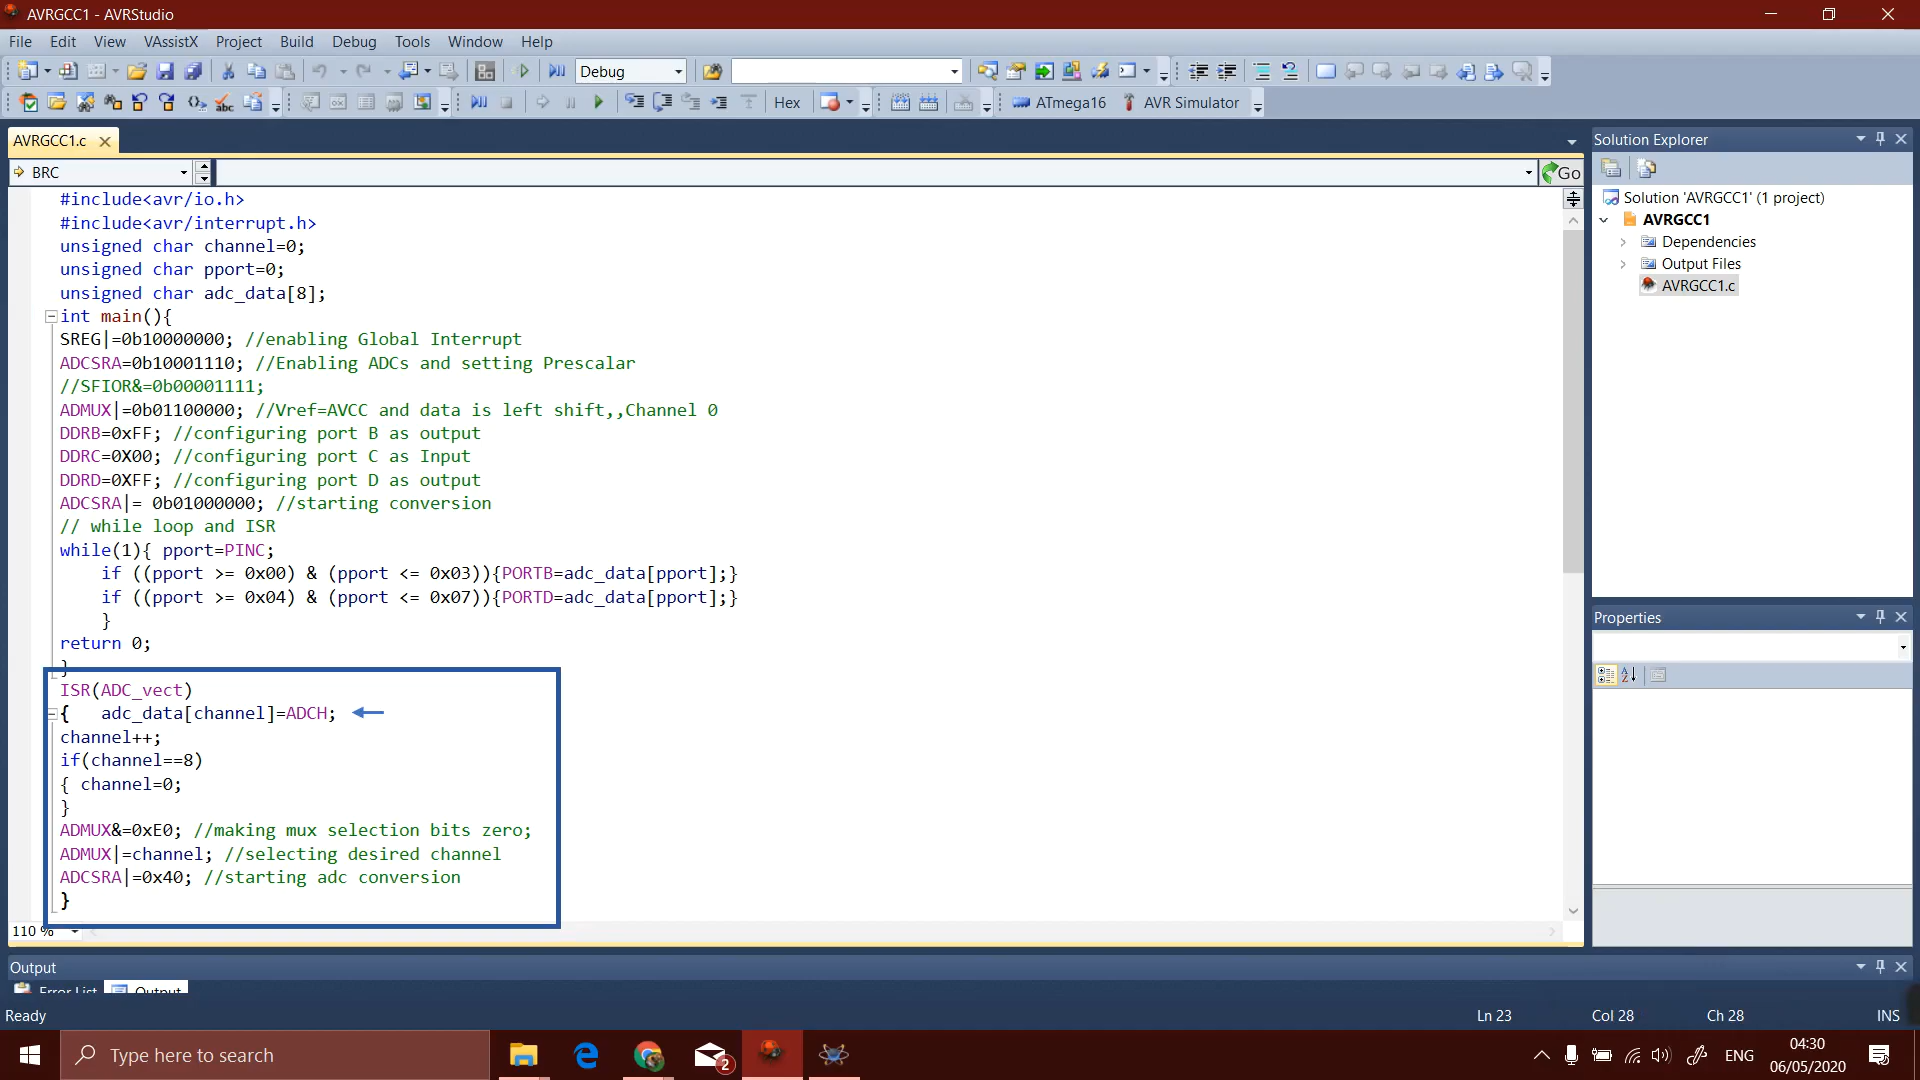 AVRGCC1 - AVRStudio
File Edit View VAssistX Project Build Debug Tools Window Help
Debug
Hex ATmega16 AVR Simulator
AVRGCC1.c
BRC Go
#include<avr/io.h>
#include<avr/interrupt.h>
unsigned char channel=0;
unsigned char pport=0;
unsigned char adc_data[8];
int main(){
SREG|=0b10000000; //enabling Global Interrupt
ADCSRA=0b10001110; //Enabling ADCs and setting Prescalar
//SFIOR&=0b00001111;
ADMUX|=0b01100000; //Vref=AVCC and data is left shift,,Channel 0
DDRB=0xFF; //configuring port B as output
DDRC=0X00; //configuring port C as Input
DDRD=0XFF; //configuring port D as output
ADCSRA|= 0b01000000; //starting conversion
// while loop and ISR
while(1){ pport=PINC;
if ((pport >= 0x00) & (pport <= 0x03)){PORTB=adc_data[pport];}
if ((pport >= 0x04) & (pport <= 0x07)){PORTD=adc_data[pport];}
}
return 0;
}
ISR(ADC_vect)
{ adc_data[channel]=ADCH;
channel++;
if(channel==8)
{ channel=0;
}
ADMUX&=0xE0; //making mux selection bits zero;
ADMUX|=channel; //selecting desired channel
ADCSRA|=0x40; //starting adc conversion
}
110 %
Solution Explorer
Solution 'AVRGCC1' (1 project)
AVRGCC1
Dependencies
Output Files
AVRGCC1.c
Properties
Output
Error List Output
Ready Ln 23 Col 28 Ch 28 INS
Type here to search
2
ENG
04:30
06/05/2020